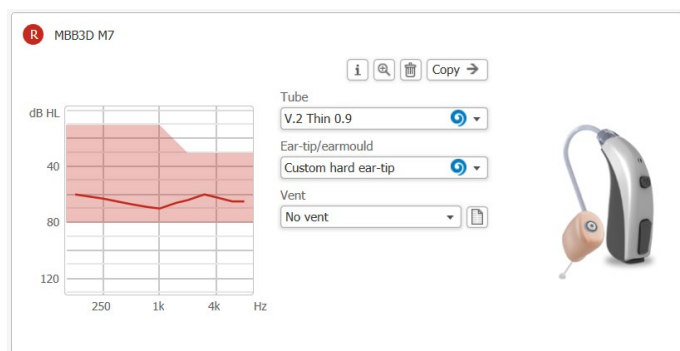 R MBB3D M7
i Copy →
Tube
dB HL
V.2 Thin 0.9
Ear-tip/earmould
40
Custom hard ear-tip
Vent
80
No vent
120
250 1k 4k Hz